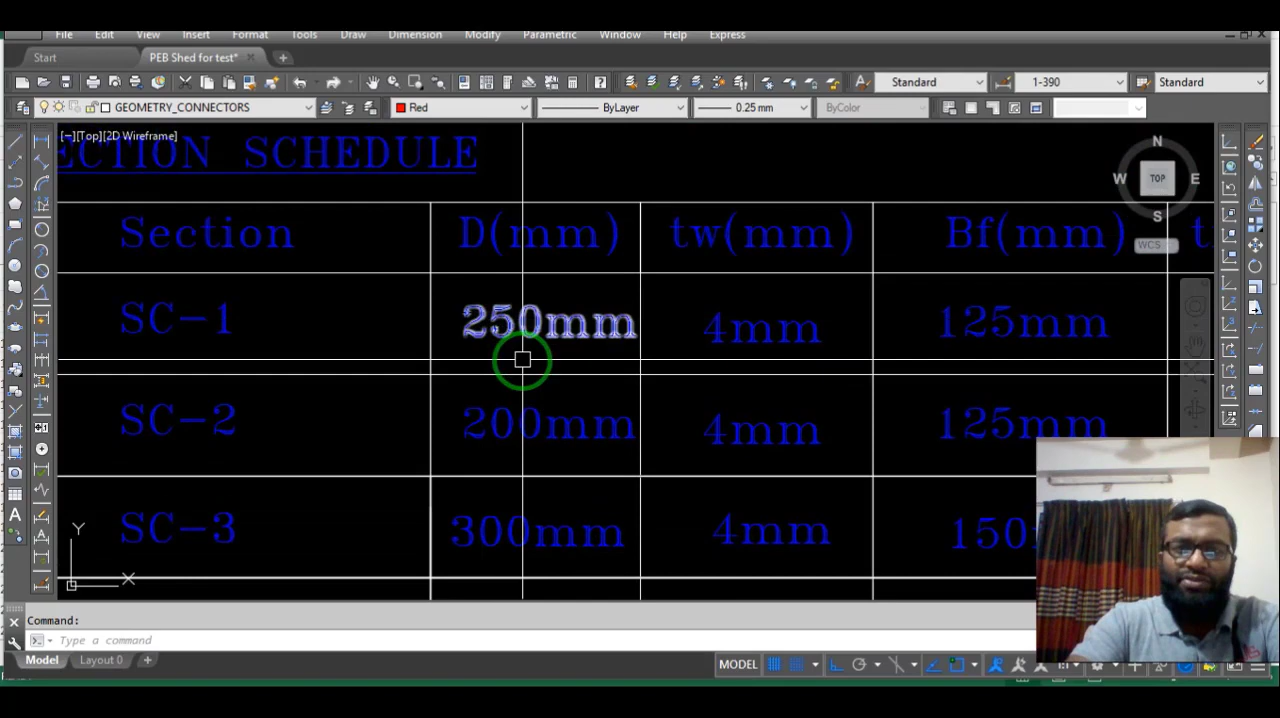 File Edit View Insert Format Tools Draw Dimension Modify Parametric Window Help Express
Start PEB Shed for test*
Standard 1-390 Standard
GEOMETRY_CONNECTORS Red ByLayer 0.25 mm ByColor
[−][Top][2D Wireframe]
ECTION SCHEDULE
N
W TOP E
S
WCS
Section D(mm) tw(mm) Bf(mm)
SC-1 250mm 4mm 125mm
SC-2 200mm 4mm 125mm
SC-3 300mm 4mm
Y
X
Command:
Type a command
Model Layout 0
MODEL